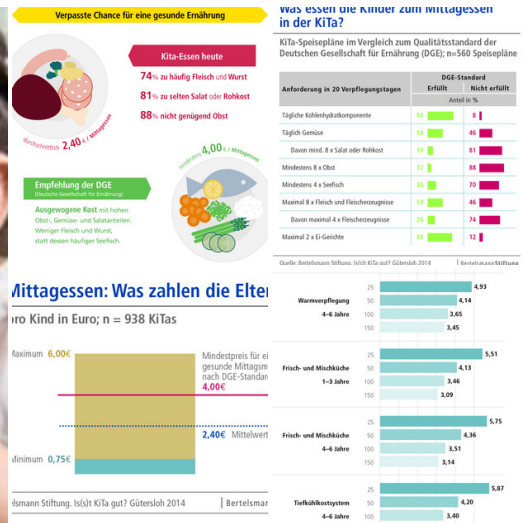 Verpasste Chance für eine gesunde Ernährung
Kita-Essen heute
74% zu häufig Fleisch und Wurst
81% zu selten Salat oder Rohkost
88% nicht genügend Obst
durchschnittlich 2,40 € / Mittagessen
mindestens 4,00 € / Mittagessen
Empfehlung der DGE
(Deutsche Gesellschaft für Ernährung)
Ausgewogene Kost mit hohen
Obst-, Gemüse- und Salatanteilen.
Weniger Fleisch und Wurst,
statt dessen häufiger Seefisch.
Was essen die Kinder zum Mittagessen
in der KiTa?
KiTa-Speisepläne im Vergleich zum Qualitätsstandard der
Deutschen Gesellschaft für Ernährung (DGE); n=560 Speisepläne
DGE-Standard
Anforderung in 20 Verpflegungstagen Erfüllt Nicht erfüllt
Anteil in %
Tägliche Kohlenhydratkomponente 92 8
Täglich Gemüse 54 46
Davon mind. 8 x Salat oder Rohkost 19 81
Mindestens 8 x Obst 12 88
Mindestens 4 x Seefisch 30 70
Maximal 8 x Fleisch und Fleischerzeugnisse 54 46
Davon maximal 4 x Fleischerzeugnisse 26 74
Maximal 2 x Ei-Gerichte 88 12
Quelle: Bertelsmann Stiftung. Is(s)t KiTa gut? Gütersloh 2014 | BertelsmannStiftung
Mittagessen: Was zahlen die Elter
pro Kind in Euro; n = 938 KiTas
Maximum 6,00€
Mindestpreis für ei
gesunde Mittagsm
nach DGE-Standar
4,00€
2,40€ Mittelwert
Minimum 0,75€
elsmann Stiftung. Is(s)t KiTa gut? Gütersloh 2014 | Bertelsmar
25 4,93
Warmverpflegung 50 4,14
4–6 Jahre 100 3,65
150 3,45
25 5,51
Frisch- und Mischküche 50 4,13
1–3 Jahre 100 3,46
150 3,09
25 5,75
Frisch- und Mischküche 50 4,36
4–6 Jahre 100 3,51
150 3,14
25 5,87
Tiefkühlkostsystem 50 4,20
4–6 Jahre 100 3,40